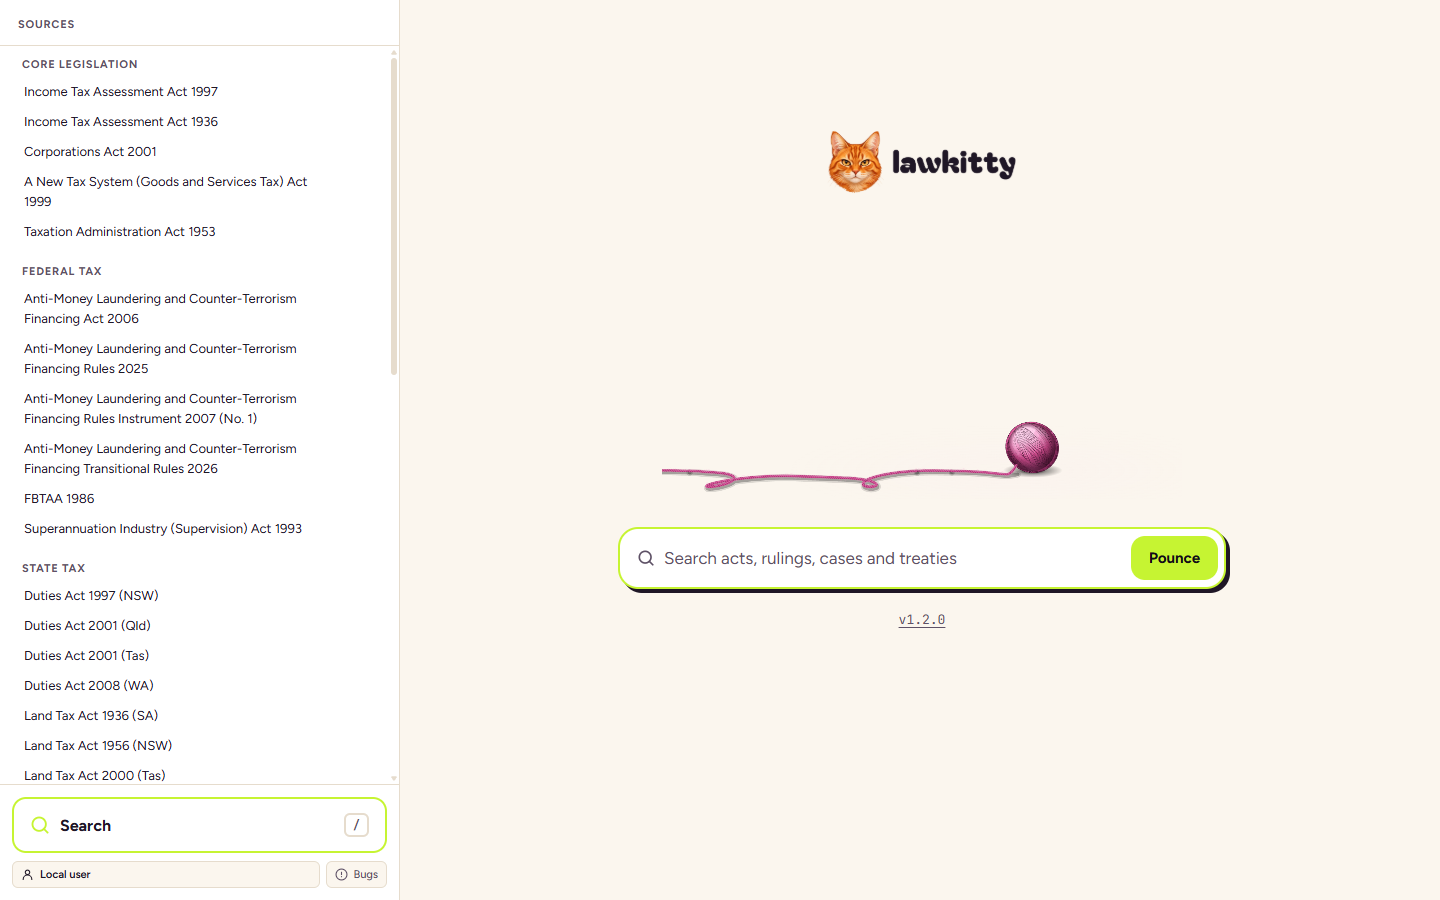 SOURCES
CORE LEGISLATION
Income Tax Assessment Act 1997
Income Tax Assessment Act 1936
Corporations Act 2001
A New Tax System (Goods and Services Tax) Act
1999
Taxation Administration Act 1953
FEDERAL TAX
Anti-Money Laundering and Counter-Terrorism
Financing Act 2006
Anti-Money Laundering and Counter-Terrorism
Financing Rules 2025
Anti-Money Laundering and Counter-Terrorism
Financing Rules Instrument 2007 (No. 1)
Anti-Money Laundering and Counter-Terrorism
Financing Transitional Rules 2026
FBTAA 1986
Superannuation Industry (Supervision) Act 1993
STATE TAX
Duties Act 1997 (NSW)
Duties Act 2001 (Qld)
Duties Act 2001 (Tas)
Duties Act 2008 (WA)
Land Tax Act 1936 (SA)
Land Tax Act 1956 (NSW)
Land Tax Act 2000 (Tas)
Search /
Local user Bugs
lawkitty
Search acts, rulings, cases and treaties Pounce
v1.2.0